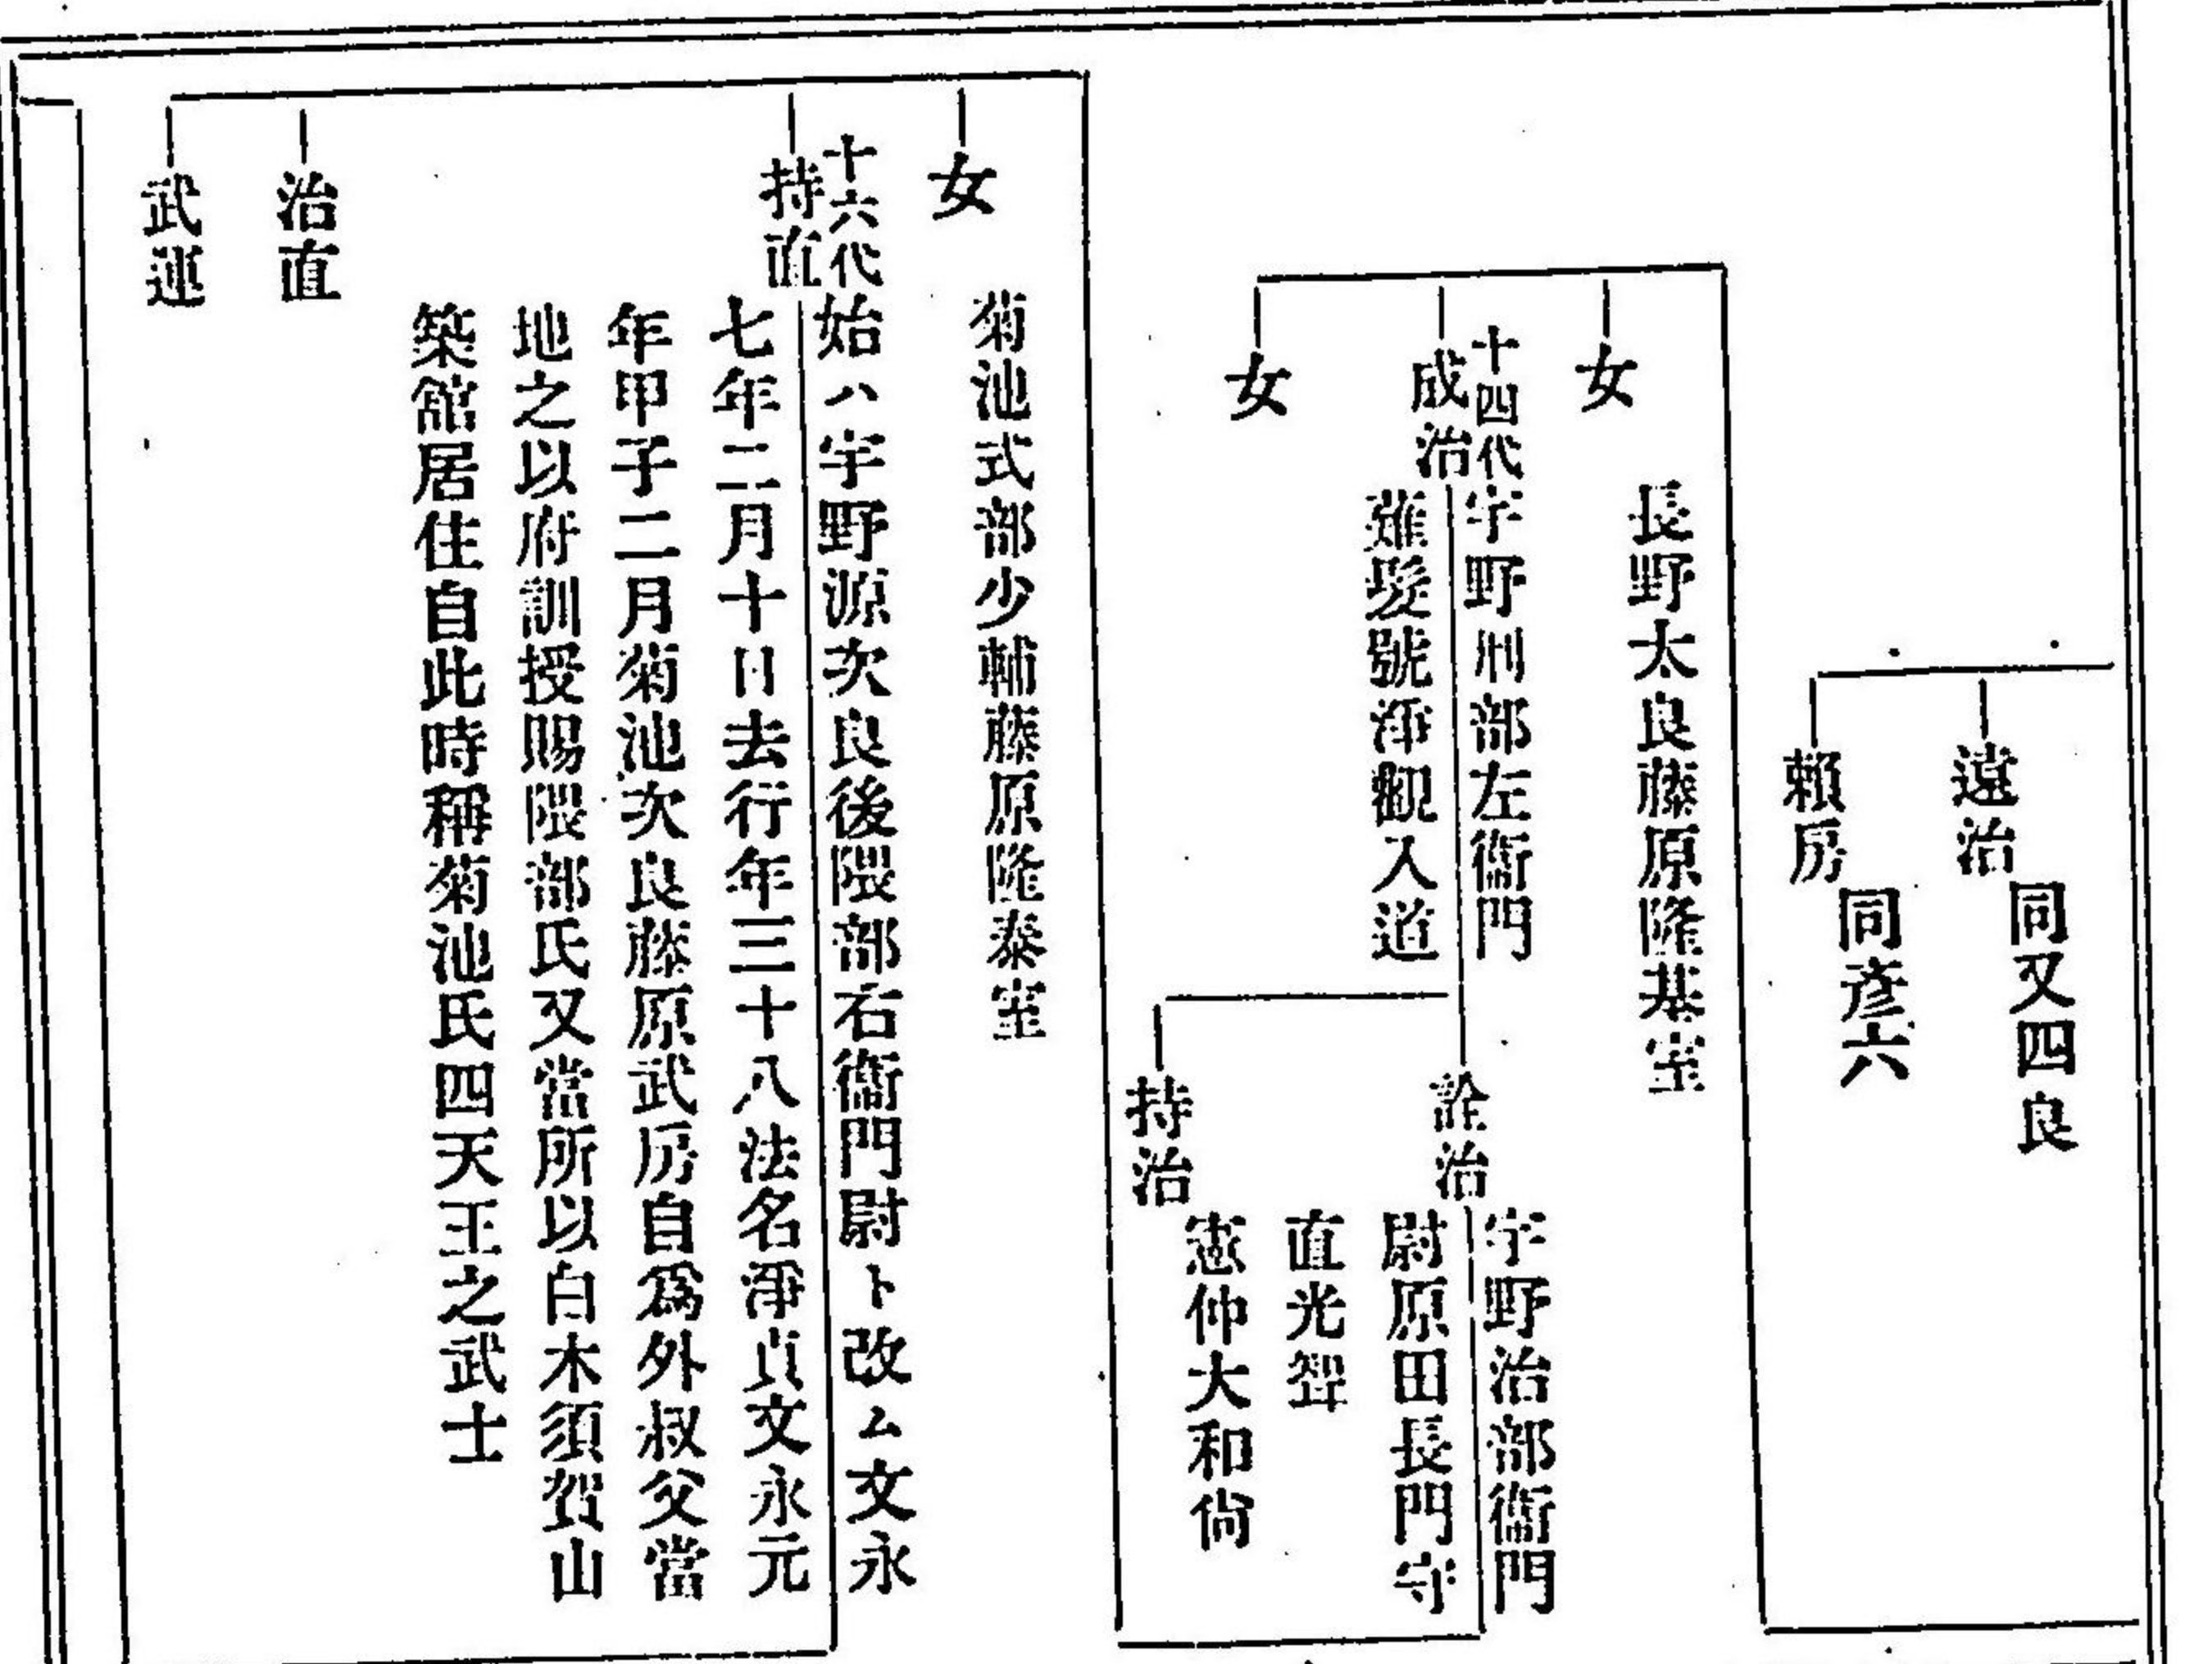 遠治
同又四良
頼房
同彦六
女
長野太良藤原隆基室
十四代
成治
宇野刑部左衞門
薙髮號淨觀入道
女
詮治
宇野治部衞門
尉原田長門守
直光聟
持治
憲仲大和尙
女
菊池式部少輔藤原隆泰室
十六代
持直
始ハ宇野源次良後隈部右衞門尉ト改ム文永
七年二月十日去行年三十八法名淨貞文永元
年甲子二月菊池次良藤原武房自爲外叔父當
地之以府訓授賜隈部氏又當所以白木須賀山
築舘居住自此時稱菊池氏四天王之武士
治直
武運